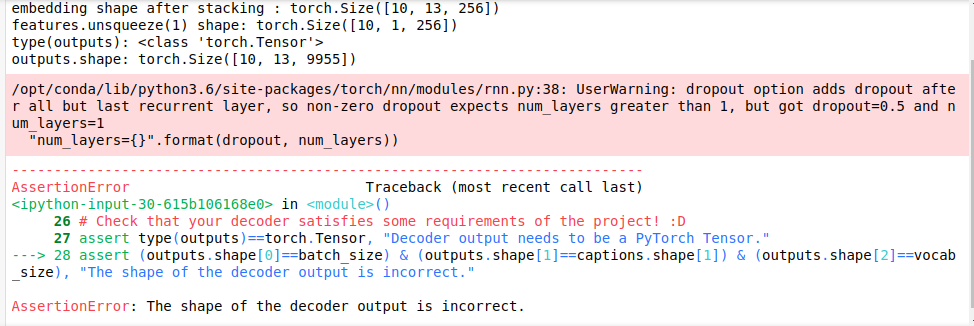 embedding shape after stacking : torch.Size([10, 13, 256])
features.unsqueeze(1) shape: torch.Size([10, 1, 256])
type(outputs): <class 'torch.Tensor'>
outputs.shape: torch.Size([10, 13, 9955])
/opt/conda/lib/python3.6/site-packages/torch/nn/modules/rnn.py:38: UserWarning: dropout option adds dropout afte
r all but last recurrent layer, so non-zero dropout expects num_layers greater than 1, but got dropout=0.5 and n
um_layers=1
  "num_layers={}".format(dropout, num_layers))
---------------------------------------------------------------------------
AssertionError                            Traceback (most recent call last)
<ipython-input-30-615b106168e0> in <module>()
     26 # Check that your decoder satisfies some requirements of the project! :D
     27 assert type(outputs)==torch.Tensor, "Decoder output needs to be a PyTorch Tensor."
---> 28 assert (outputs.shape[0]==batch_size) & (outputs.shape[1]==captions.shape[1]) & (outputs.shape[2]==vocab
_size), "The shape of the decoder output is incorrect."
AssertionError: The shape of the decoder output is incorrect.